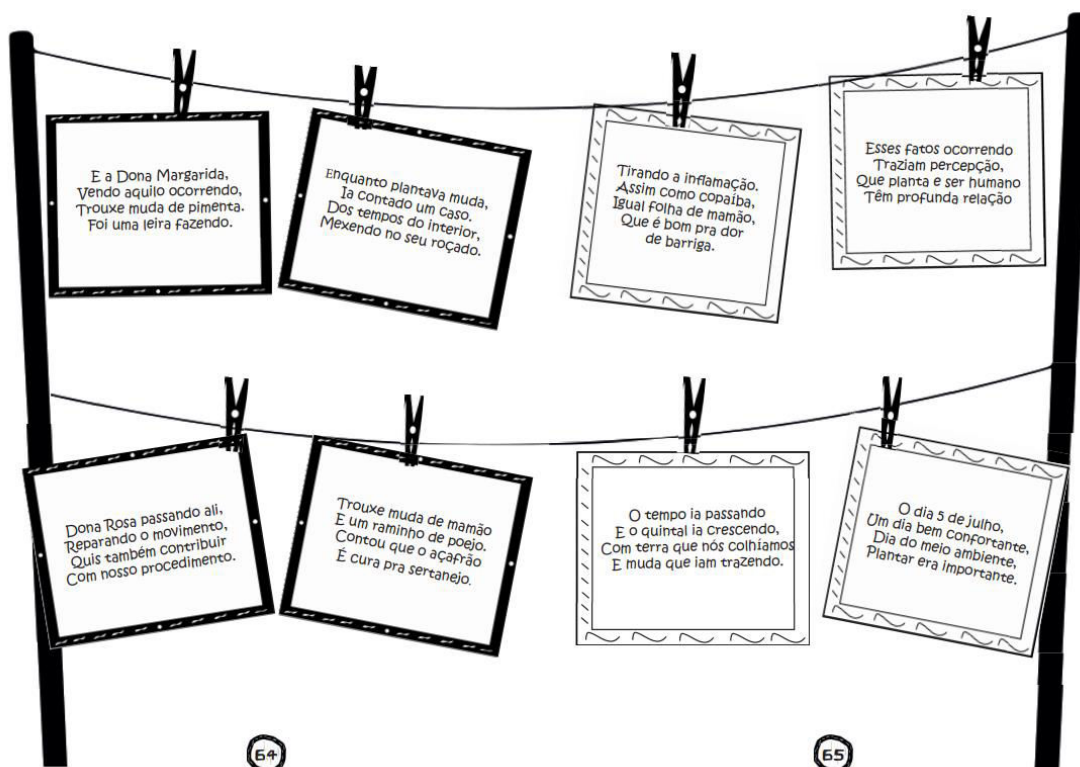 E a Dona Margarida,
Vendo aquilo ocorrendo,
Trouxe muda de pimenta.
Foi uma leira fazendo.
Enquanto plantava muda,
Ia contado um caso.
Dos tempos do interior,
Mexendo no seu roçado.
Dona Rosa passando ali,
Reparando o movimento,
Quis também contribuir
Com nosso procedimento.
Trouxe muda de mamão
E um raminho de poejo.
Contou que o açafrão
É cura pra sertanejo.
64
Tirando a inflamação.
Assim como copaíba,
Igual folha de mamão,
Que é bom pra dor
de barriga.
Esses fatos ocorrendo
Traziam percepção,
Que planta e ser humano
Têm profunda relação
O tempo ia passando
E o quintal ia crescendo,
Com terra que nós colhíamos
E muda que iam trazendo.
O dia 5 de julho,
Um dia bem confortante,
Dia do meio ambiente,
Plantar era importante.
65